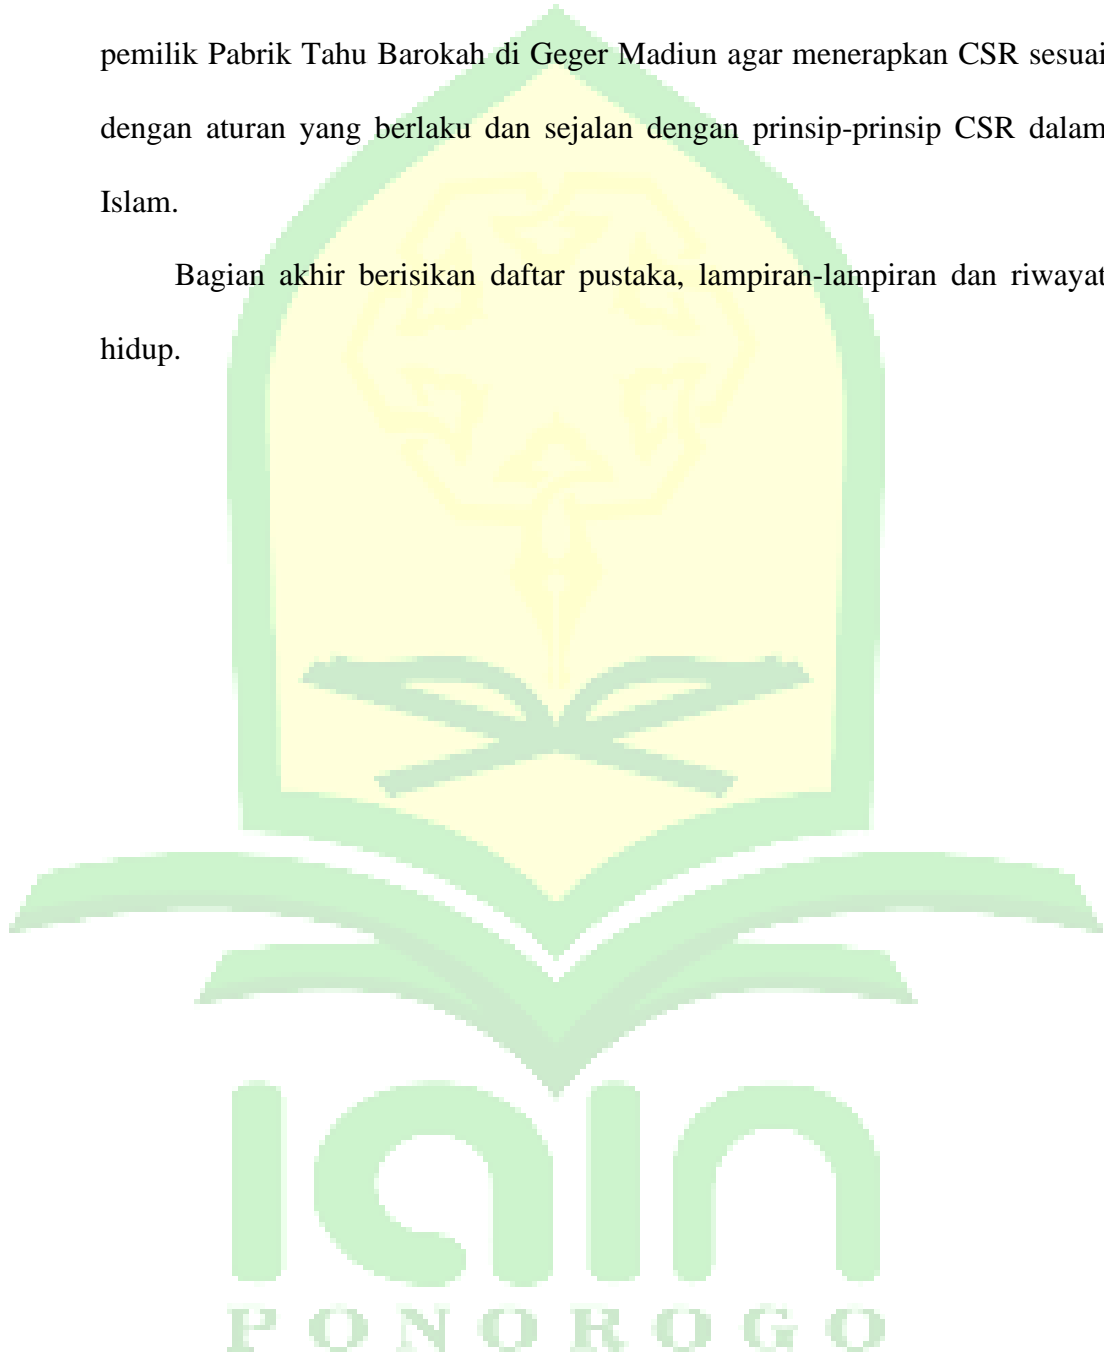 pemilik Pabrik Tahu Barokah di Geger Madiun agar menerapkan CSR sesuai
dengan aturan yang berlaku dan sejalan dengan prinsip-prinsip CSR dalam
Islam.
Bagian akhir berisikan daftar pustaka, lampiran-lampiran dan riwayat
hidup.
iain
PONOROGO